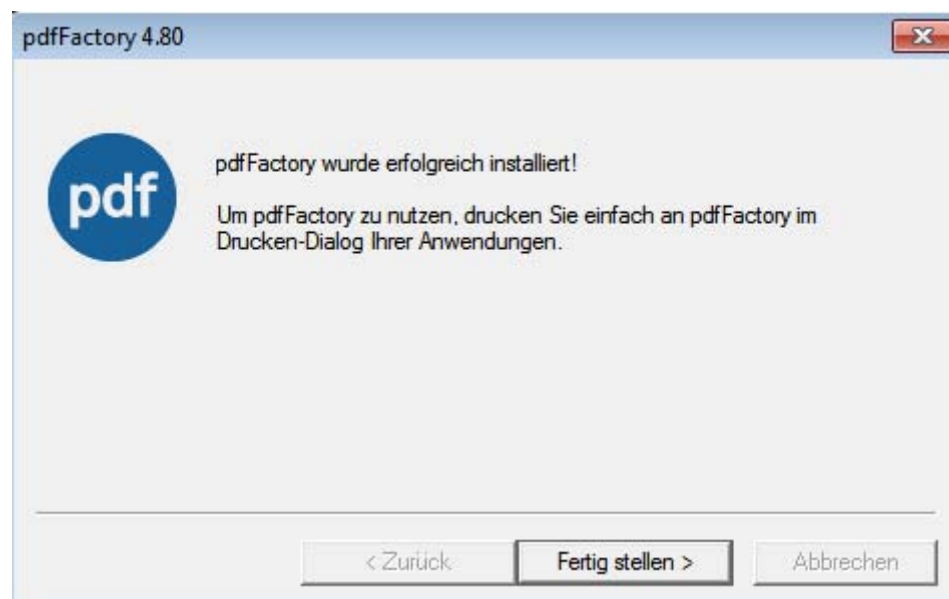 pdfFactory 4.80
pdf
pdfFactory wurde erfolgreich installiert!
Um pdfFactory zu nutzen, drucken Sie einfach an pdfFactory im
Drucken-Dialog Ihrer Anwendungen.
< Zurück
Fertig stellen >
Abbrechen